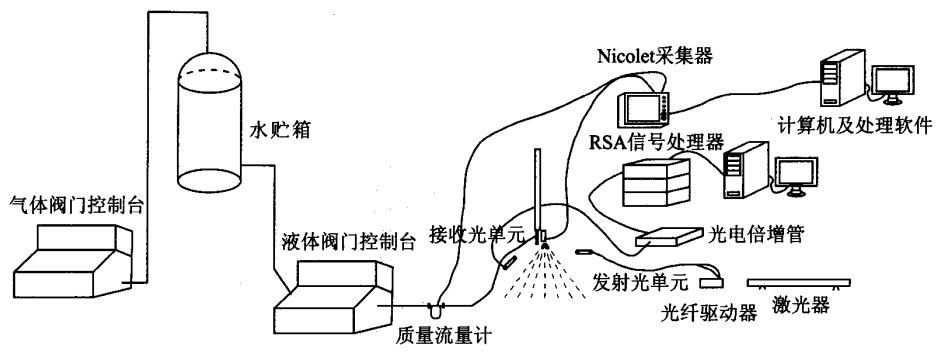 Nicolet采集器
水贮箱
计算机及处理软件
RSA信号处理器
气体阀门控制台
液体阀门控制台
接收光单元
光电倍增管
发射光单元
光纤驱动器
激光器
质量流量计